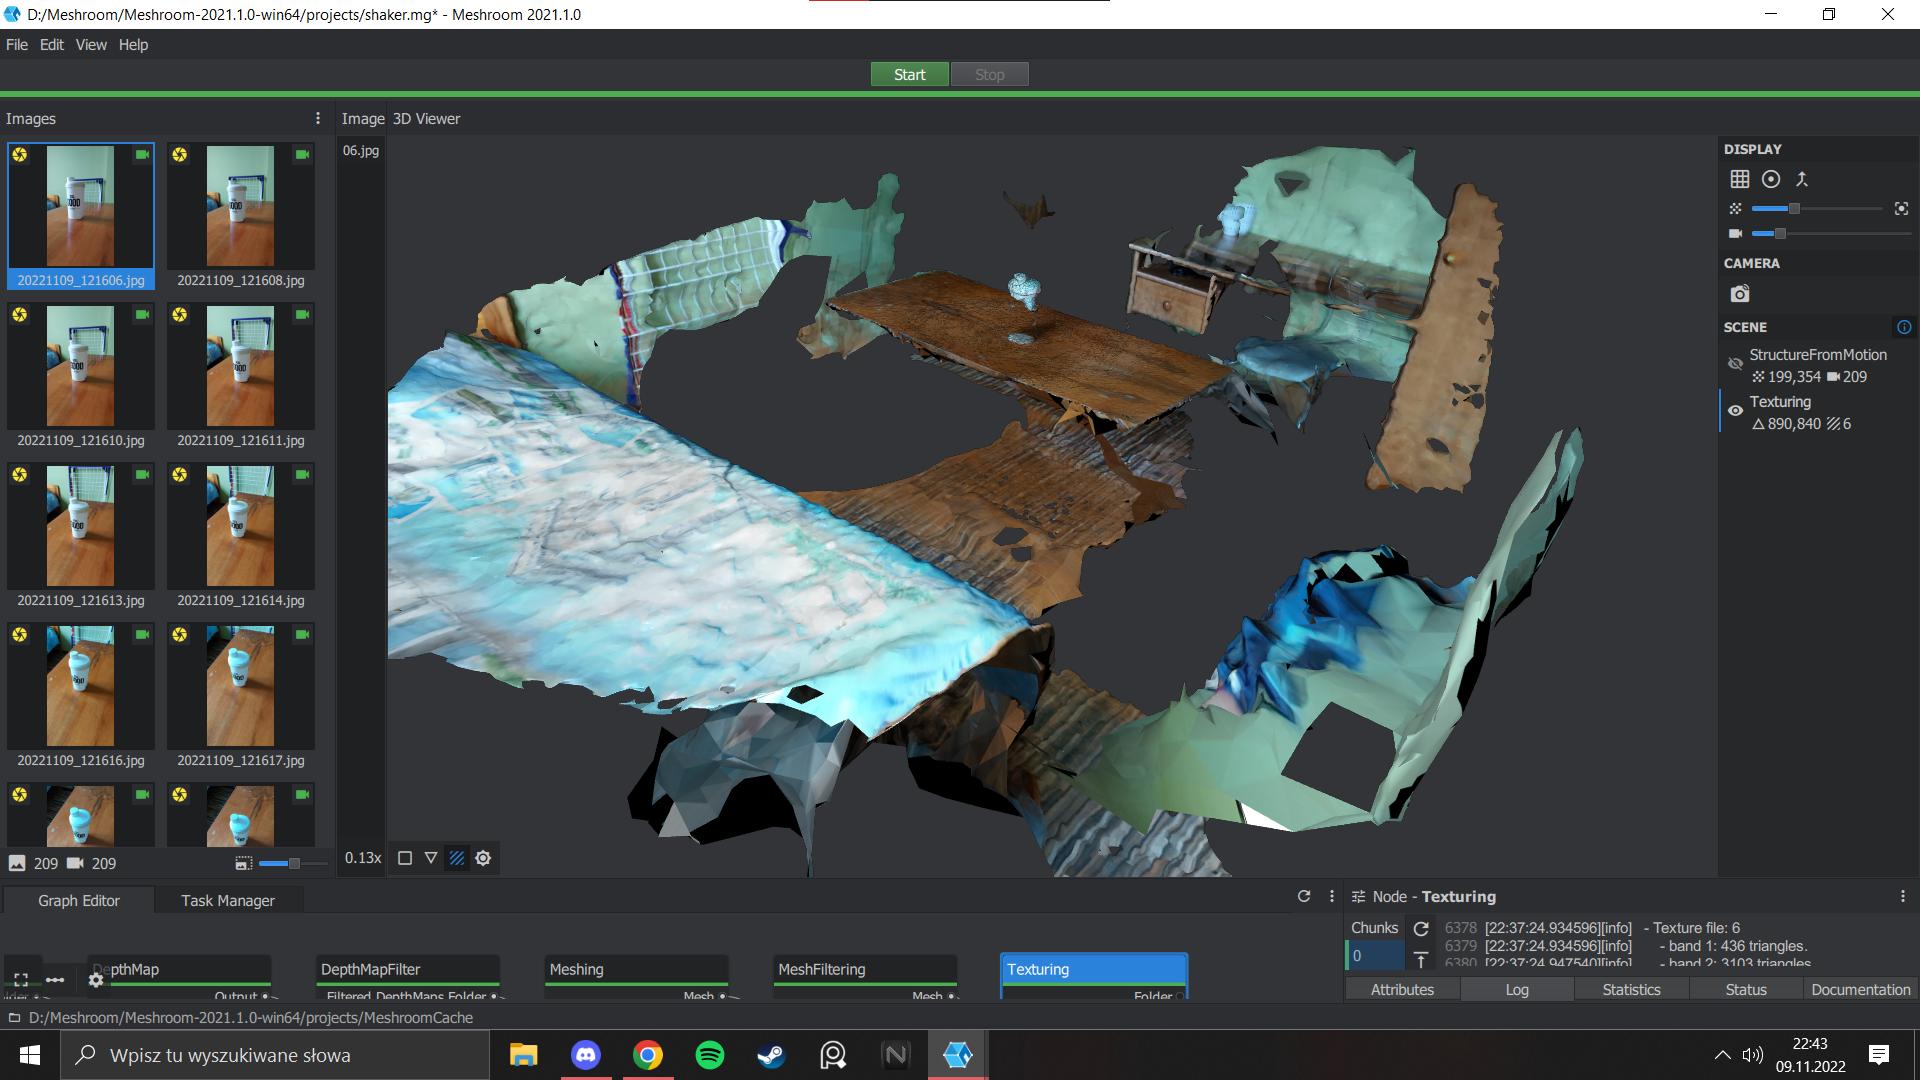 D:/Meshroom/Meshroom-2021.1.0-win64/projects/shaker.mg* - Meshroom 2021.1.0
File Edit View Help
Start Stop
Images
Image
3D Viewer
20221109_121606.jpg 20221109_121608.jpg
20221109_121610.jpg 20221109_121611.jpg
20221109_121613.jpg 20221109_121614.jpg
20221109_121616.jpg 20221109_121617.jpg
209 209
06.jpg
0.13x
DISPLAY
CAMERA
SCENE
StructureFromMotion
199,354 209
Texturing
890,840 6
Graph Editor Task Manager
DepthMap
Output
DepthMapFilter
Filtered DepthMaps Folder
Meshing
Mesh
MeshFiltering
Mesh
Texturing
Folder
Node - Texturing
Chunks
0
6378 [22:37:24.934596][info] - Texture file: 6
6379 [22:37:24.934596][info] - band 1: 436 triangles.
6380 [22:37:24.947540][info] - band 2: 3103 triangles
Attributes Log Statistics Status Documentation
D:/Meshroom/Meshroom-2021.1.0-win64/projects/MeshroomCache
Wpisz tu wyszukiwane słowa
22:43
09.11.2022